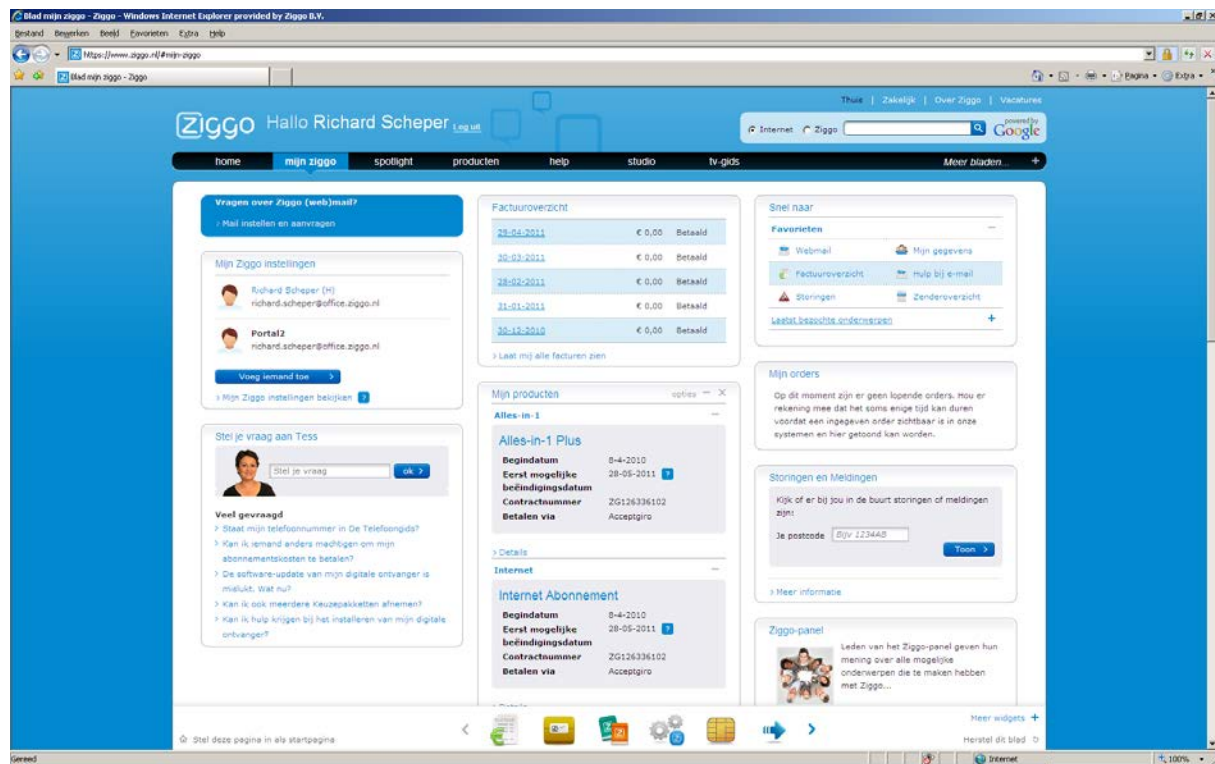 Blad mijn ziggo - Ziggo - Windows Internet Explorer provided by Ziggo B.V.
Bestand Bewerken Beeld Favorieten Extra Help
https://www.ziggo.nl/#mijn-ziggo
Blad mijn ziggo - Ziggo
Pagina Extra
Thuis | Zakelijk | Over Ziggo | Vacatures
Ziggo Hallo Richard Scheper Log uit
Internet Ziggo powered by Google
home mijn ziggo spotlight producten help studio tv-gids Meer bladen... +
Vragen over Ziggo (web)mail?
› Mail instellen en aanvragen
Mijn Ziggo instellingen
Richard Scheper (H)
richard.scheper@office.ziggo.nl
Portal2
richard.scheper@office.ziggo.nl
Voeg iemand toe >
› Mijn Ziggo instellingen bekijken ?
Stel je vraag aan Tess
Stel je vraag ok >
Veel gevraagd
› Staat mijn telefoonnummer in De Telefoongids?
› Kan ik iemand anders machtigen om mijn
abonnementskosten te betalen?
› De software-update van mijn digitale ontvanger is
mislukt. Wat nu?
› Kan ik ook meerdere Keuzepakketten afnemen?
› Kan ik hulp krijgen bij het installeren van mijn digitale
ontvanger?
Factuuroverzicht
29-04-2011 € 0,00 Betaald
30-03-2011 € 0,00 Betaald
28-02-2011 € 0,00 Betaald
31-01-2011 € 0,00 Betaald
30-12-2010 € 0,00 Betaald
› Laat mij alle facturen zien
Mijn producten opties − X
Alles-in-1 −
Alles-in-1 Plus
Begindatum 8-4-2010
Eerst mogelijke 28-05-2011 ?
beëindigingsdatum
Contractnummer ZG126336102
Betalen via Acceptgiro
› Details
Internet −
Internet Abonnement
Begindatum 8-4-2010
Eerst mogelijke 28-05-2011 ?
beëindigingsdatum
Contractnummer ZG126336102
Betalen via Acceptgiro
› Details
Snel naar
Favorieten −
Webmail Mijn gegevens
Factuuroverzicht Hulp bij e-mail
Storingen Zenderoverzicht
Laatst bezochte onderwerpen +
Mijn orders
Op dit moment zijn er geen lopende orders. Hou er
rekening mee dat het soms enige tijd kan duren
voordat een ingegeven order zichtbaar is in onze
systemen en hier getoond kan worden.
Storingen en Meldingen
Kijk of er bij jou in de buurt storingen of meldingen
zijn:
Je postcode Bijv 1234AB
Toon >
› Meer informatie
Ziggo-panel
Leden van het Ziggo-panel geven hun
mening over alle mogelijke
onderwerpen die te maken hebben
met Ziggo...
Stel deze pagina in als startpagina
Meer widgets +
Herstel dit blad
Gereed Internet 100%